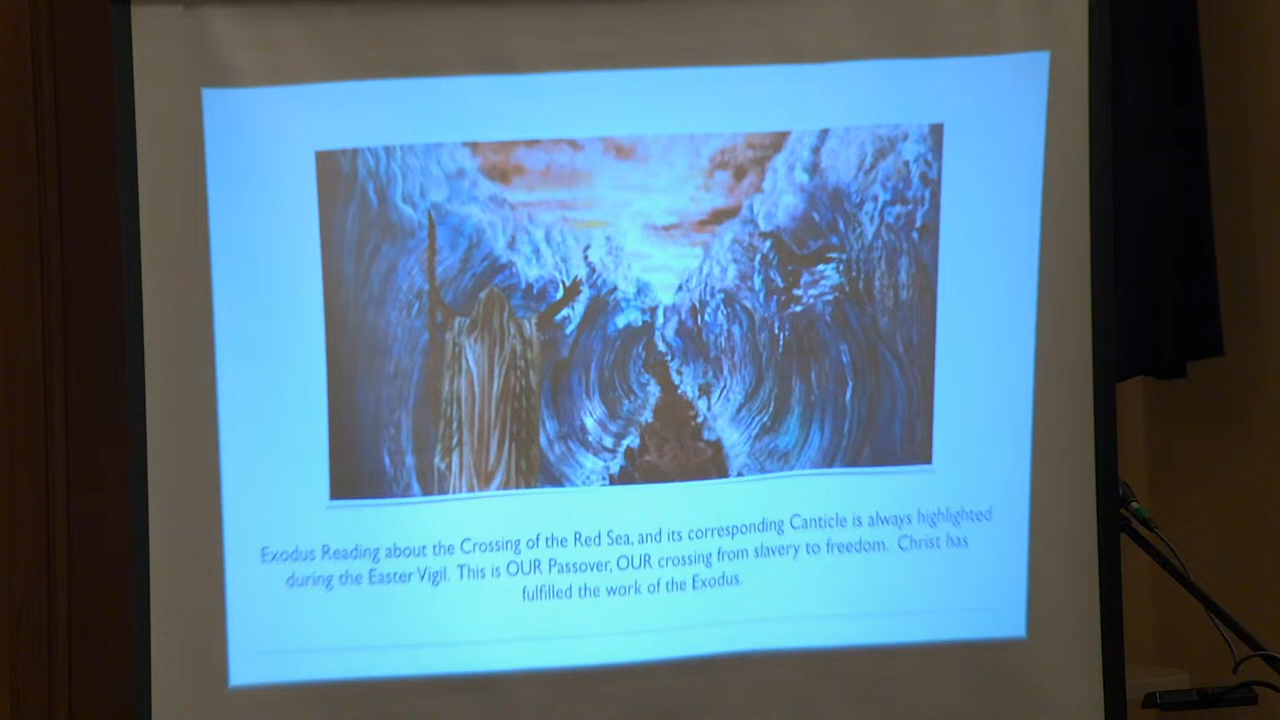 Exodus Reading about the Crossing of the Red Sea, and its corresponding Canticle is always highlighted
during the Easter Vigil. This is OUR Passover, OUR crossing from slavery to freedom. Christ has
fulfilled the work of the Exodus.